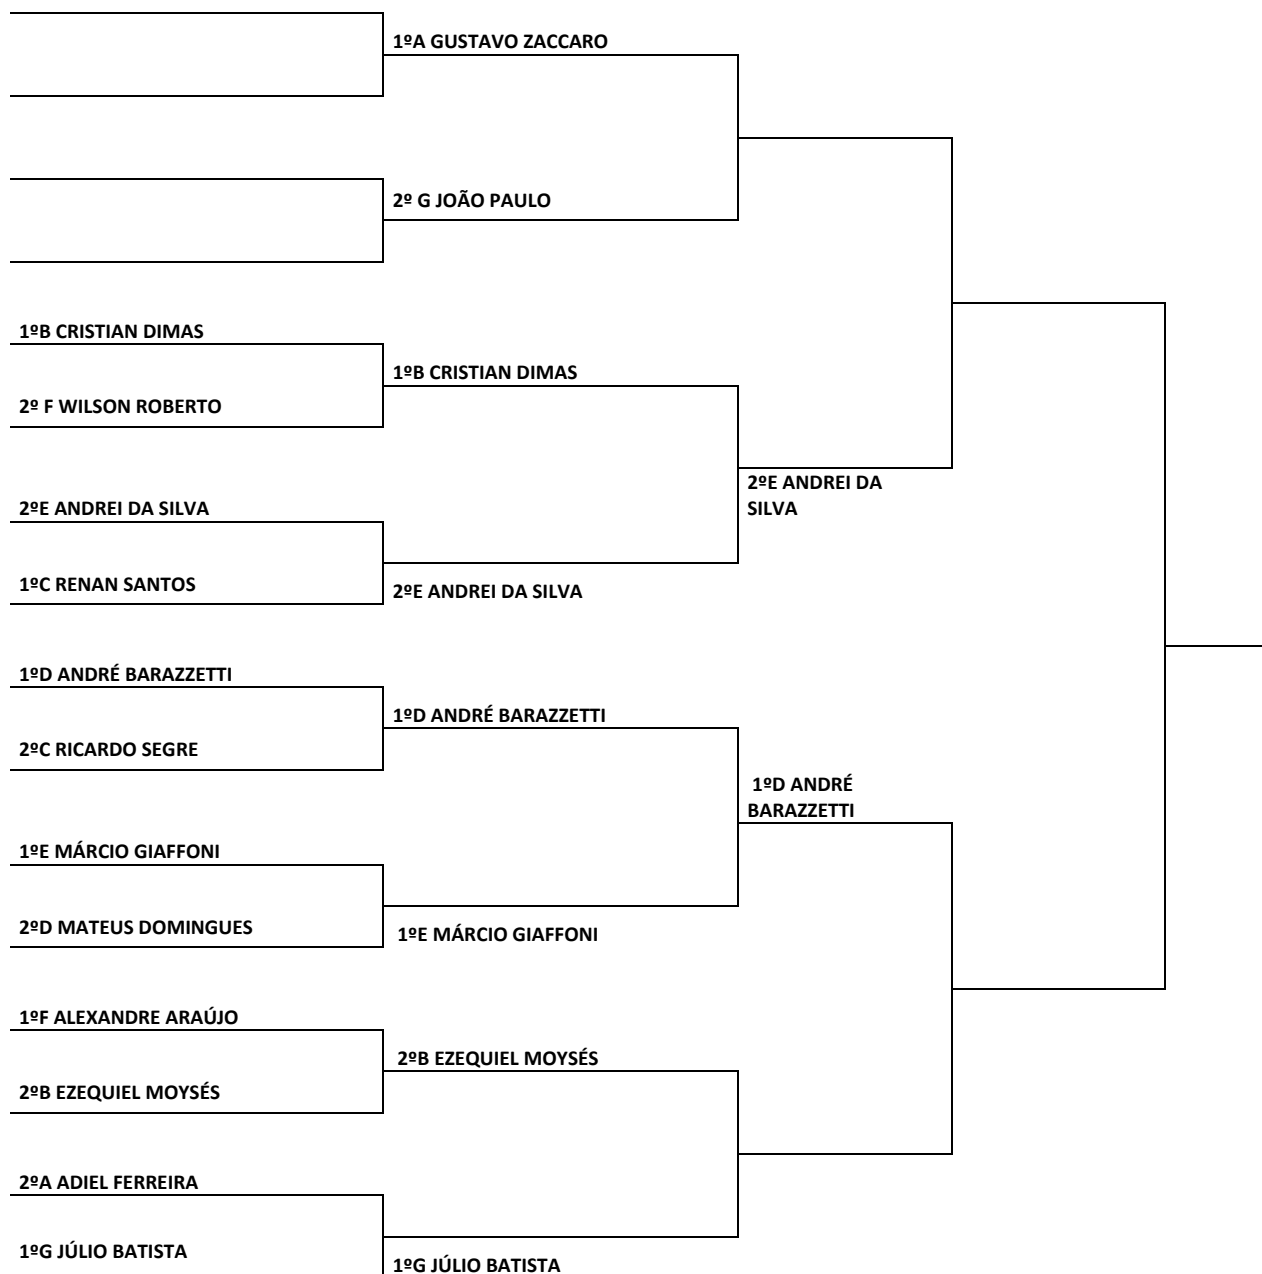 1ºA GUSTAVO ZACCARO
2º G JOÃO PAULO
1ºB CRISTIAN DIMAS
1ºB CRISTIAN DIMAS
2º F WILSON ROBERTO
2ºE ANDREI DA
SILVA
2ºE ANDREI DA SILVA
1ºC RENAN SANTOS
2ºE ANDREI DA SILVA
1ºD ANDRÉ BARAZZETTI
1ºD ANDRÉ BARAZZETTI
2ºC RICARDO SEGRE
1ºD ANDRÉ
BARAZZETTI
1ºE MÁRCIO GIAFFONI
2ºD MATEUS DOMINGUES
1ºE MÁRCIO GIAFFONI
1ºF ALEXANDRE ARAÚJO
2ºB EZEQUIEL MOYSÉS
2ºB EZEQUIEL MOYSÉS
2ºA ADIEL FERREIRA
1ºG JÚLIO BATISTA
1ºG JÚLIO BATISTA